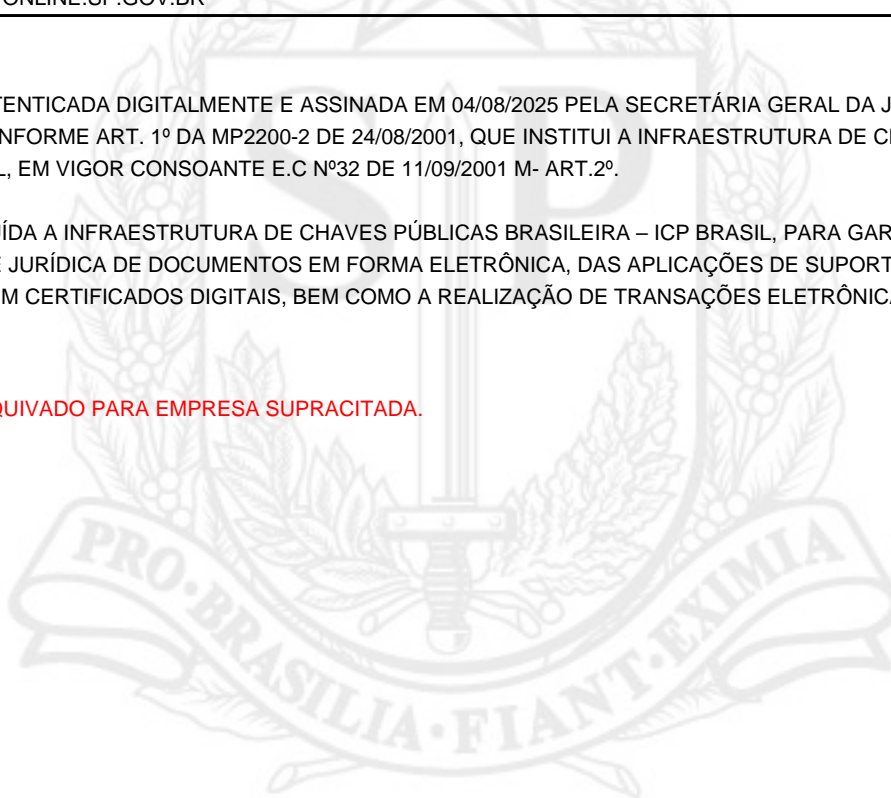 ONLINE.SP.GOV.BR
TENTICADA DIGITALMENTE E ASSINADA EM 04/08/2025 PELA SECRETÁRIA GERAL DA J
NFORME ART. 1º DA MP2200-2 DE 24/08/2001, QUE INSTITUI A INFRAESTRUTURA DE C
L, EM VIGOR CONSOANTE E.C Nº32 DE 11/09/2001 M- ART.2º.
ÍDA A INFRAESTRUTURA DE CHAVES PÚBLICAS BRASILEIRA – ICP BRASIL, PARA GAR
E JURÍDICA DE DOCUMENTOS EM FORMA ELETRÔNICA, DAS APLICAÇÕES DE SUPORT
M CERTIFICADOS DIGITAIS, BEM COMO A REALIZAÇÃO DE TRANSAÇÕES ELETRÔNICA
QUIVADO PARA EMPRESA SUPRACITADA.
SP
PRO·BRASILIA·FIANT·EXIMIA